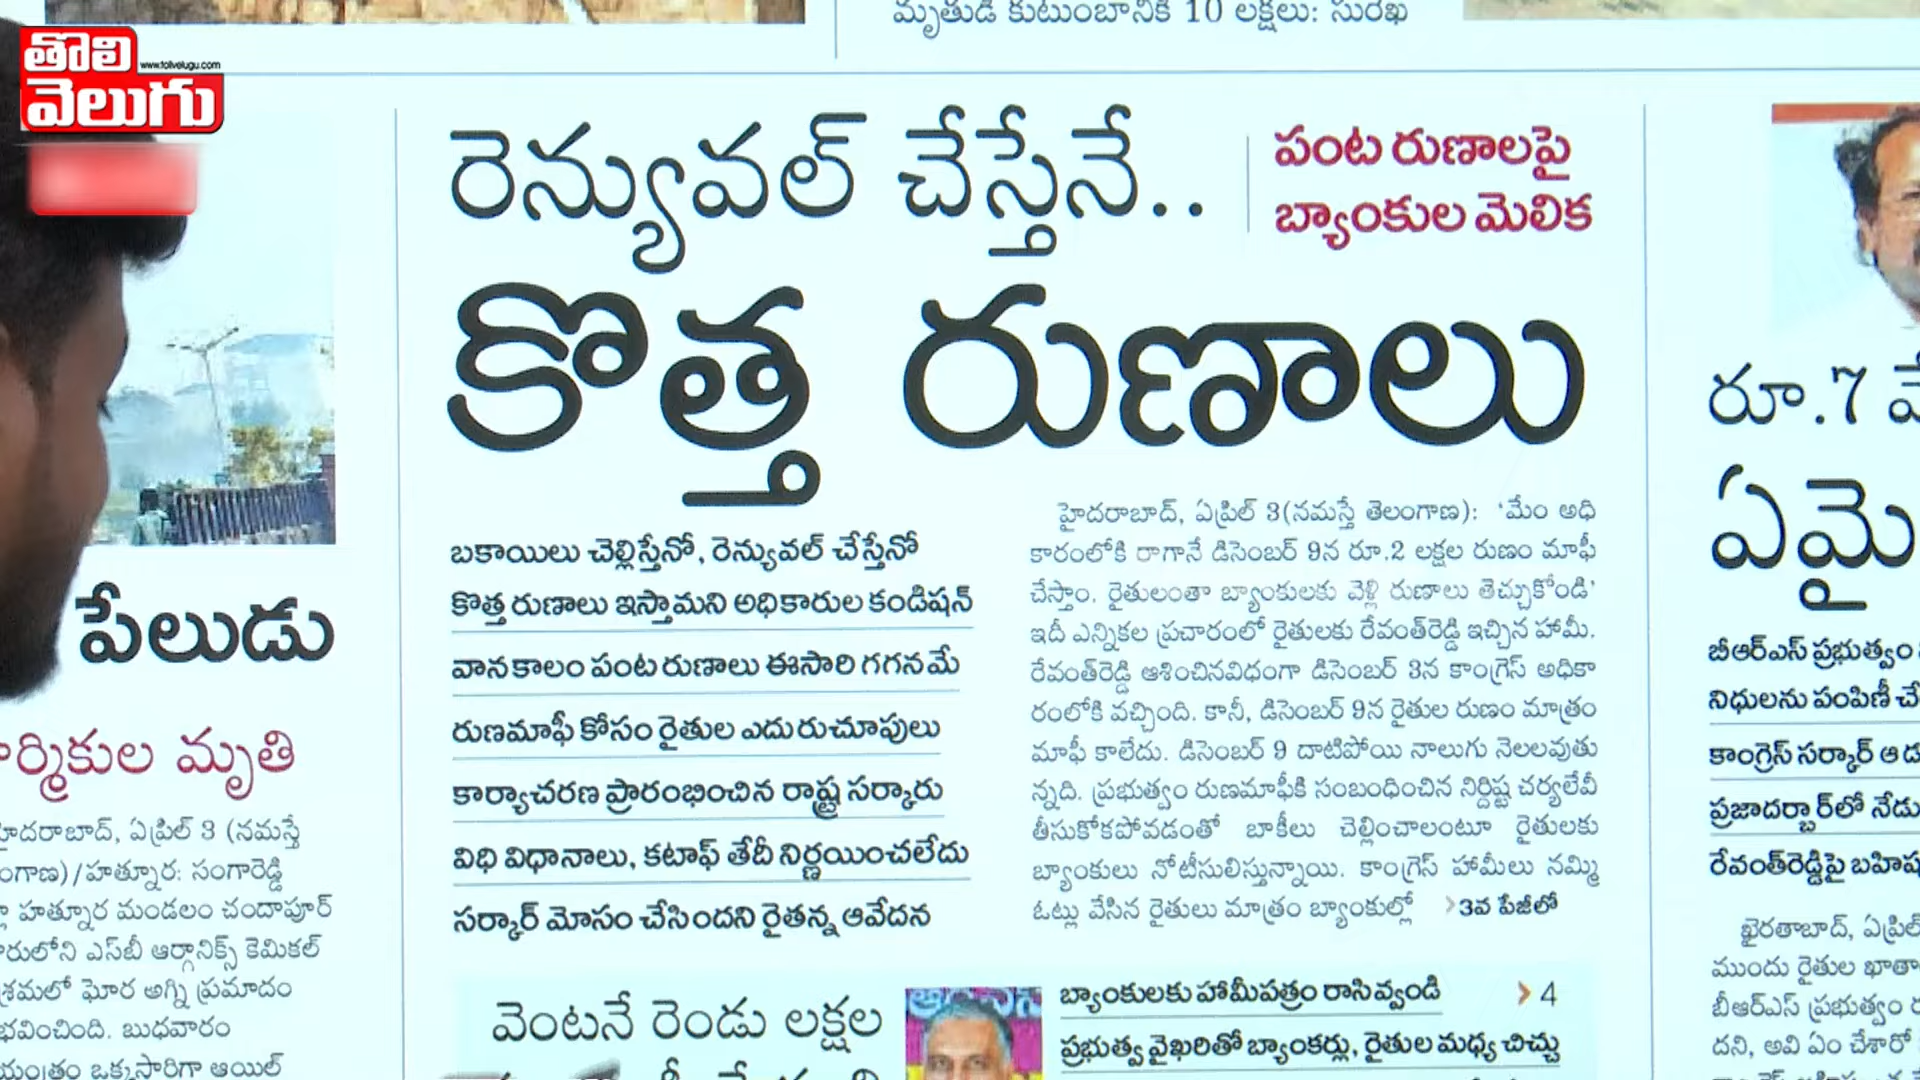 మృతుడి కుటుంబానికి 10 లక్షలు: సురేఖ
తొలి
www.tolivelugu.com
వెలుగు
రెన్యువల్ చేస్తేనే..
పంట రుణాలపై
బ్యాంకుల మెలిక
కొత్త రుణాలు
బకాయిలు చెల్లిస్తేనో, రెన్యువల్ చేస్తేనో
కొత్త రుణాలు ఇస్తామని అధికారుల కండిషన్
వానకాలం పంట రుణాలు ఈసారి గగనమే
రుణమాఫీ కోసం రైతుల ఎదురుచూపులు
కార్యాచరణ ప్రారంభించిన రాష్ట్ర సర్కారు
విధి విధానాలు, కటాఫ్ తేదీ నిర్ణయించలేదు
సర్కార్ మోసం చేసిందని రైతన్న ఆవేదన
హైదరాబాద్, ఏప్రిల్ 3(నమస్తే తెలంగాణ): ‘మేం అధి
కారంలోకి రాగానే డిసెంబర్ 9న రూ.2 లక్షల రుణం మాఫీ
చేస్తాం. రైతులంతా బ్యాంకులకు వెళ్లి రుణాలు తెచ్చుకోండి’
ఇదీ ఎన్నికల ప్రచారంలో రైతులకు రేవంత్‌రెడ్డి ఇచ్చిన హామీ.
రేవంత్‌రెడ్డి ఆశించినవిధంగా డిసెంబర్ 3న కాంగ్రెస్ అధికా
రంలోకి వచ్చింది. కానీ, డిసెంబర్ 9న రైతుల రుణం మాత్రం
మాఫీ కాలేదు. డిసెంబర్ 9 దాటిపోయి నాలుగు నెలలవుతు
న్నది. ప్రభుత్వం రుణమాఫీకి సంబంధించిన నిర్దిష్ట చర్యలేవీ
తీసుకోకపోవడంతో బాకీలు చెల్లించాలంటూ రైతులకు
బ్యాంకులు నోటీసులిస్తున్నాయి. కాంగ్రెస్ హామీలు నమ్మి
ఓట్లు వేసిన రైతులు మాత్రం బ్యాంకుల్లో >3వ పేజీలో
వెంటనే రెండు లక్షల
బ్యాంకులకు హామీపత్రం రాసివ్వండి > 4
ప్రభుత్వ వైఖరితో బ్యాంకర్లు, రైతుల మధ్య చిచ్చు
పేలుడు
ార్మికుల మృతి
హైదరాబాద్, ఏప్రిల్ 3 (నమస్తే
ంగాణ)/హత్నూర: సంగారెడ్డి
హత్నూర మండలం చందాపూర్
ారులోని ఎస్‌బీ ఆర్గానిక్స్ కెమికల్
శ్రమలో ఘోర అగ్ని ప్రమాదం
భవించింది. బుధవారం
యంత్రం ఒక్కసారిగా ఆయిల్
రూ.7
ఏమై
బీఆర్ఎస్ ప్రభుత్వం
నిధులను పంపిణీ చే
కాంగ్రెస్ సర్కార్ ఆ
ప్రజాదర్బార్‌లో నేడు
రేవంత్‌రెడ్డిపై బహిష
ఖైరతాబాద్, ఏప్రిల్
ముందు రైతుల ఖాతా
బీఆర్ఎస్ ప్రభుత్వం
దని, అవి ఏం చేశారో